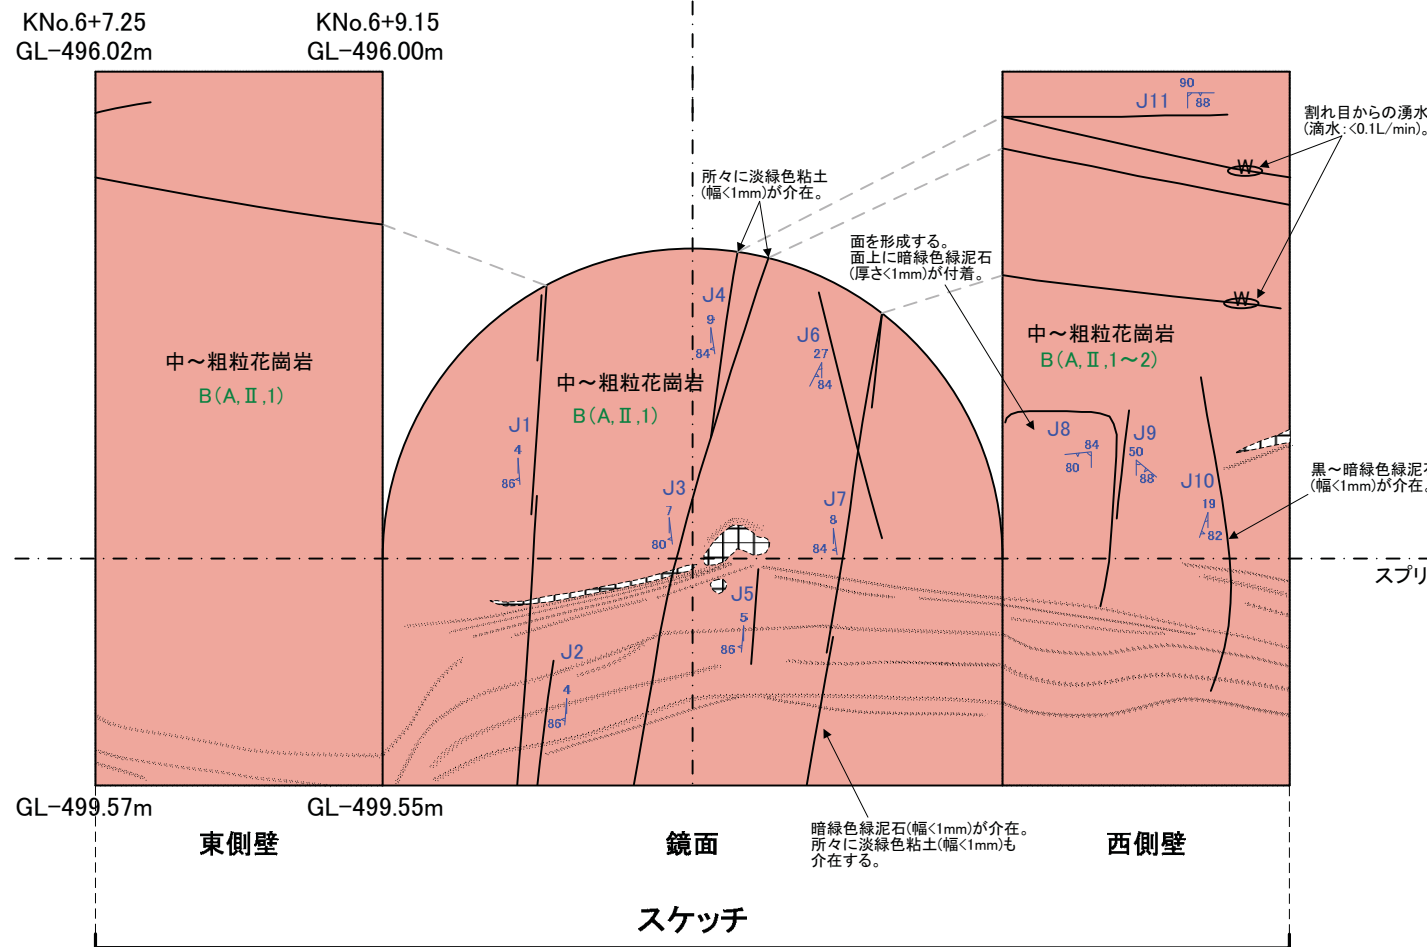 KNo.6+7.25
GL-496.02m
KNo.6+9.15
GL-496.00m
90
J11
88
割れ目からの湧水
(滴水:<0.1L/min)。
W
所々に淡緑色粘土
(幅<1mm)が介在。
面を形成する。
面上に暗緑色緑泥石
(厚さ<1mm)が付着。
W
J4
9
84
J6
27
84
中～粗粒花崗岩
B(A,Ⅱ,1)
中～粗粒花崗岩
B(A,Ⅱ,1)
中～粗粒花崗岩
B(A,Ⅱ,1～2)
J1
4
86
J8
84
80
J9
50
88
J10
19
82
黒～暗緑色緑泥
(幅<1mm)が介在。
J3
7
80
J7
8
84
スプリ
J5
5
86
J2
4
86
GL-499.57m
GL-499.55m
暗緑色緑泥石(幅<1mm)が介在。
所々に淡緑色粘土(幅<1mm)も
介在する。
東側壁
鏡面
西側壁
スケッチ